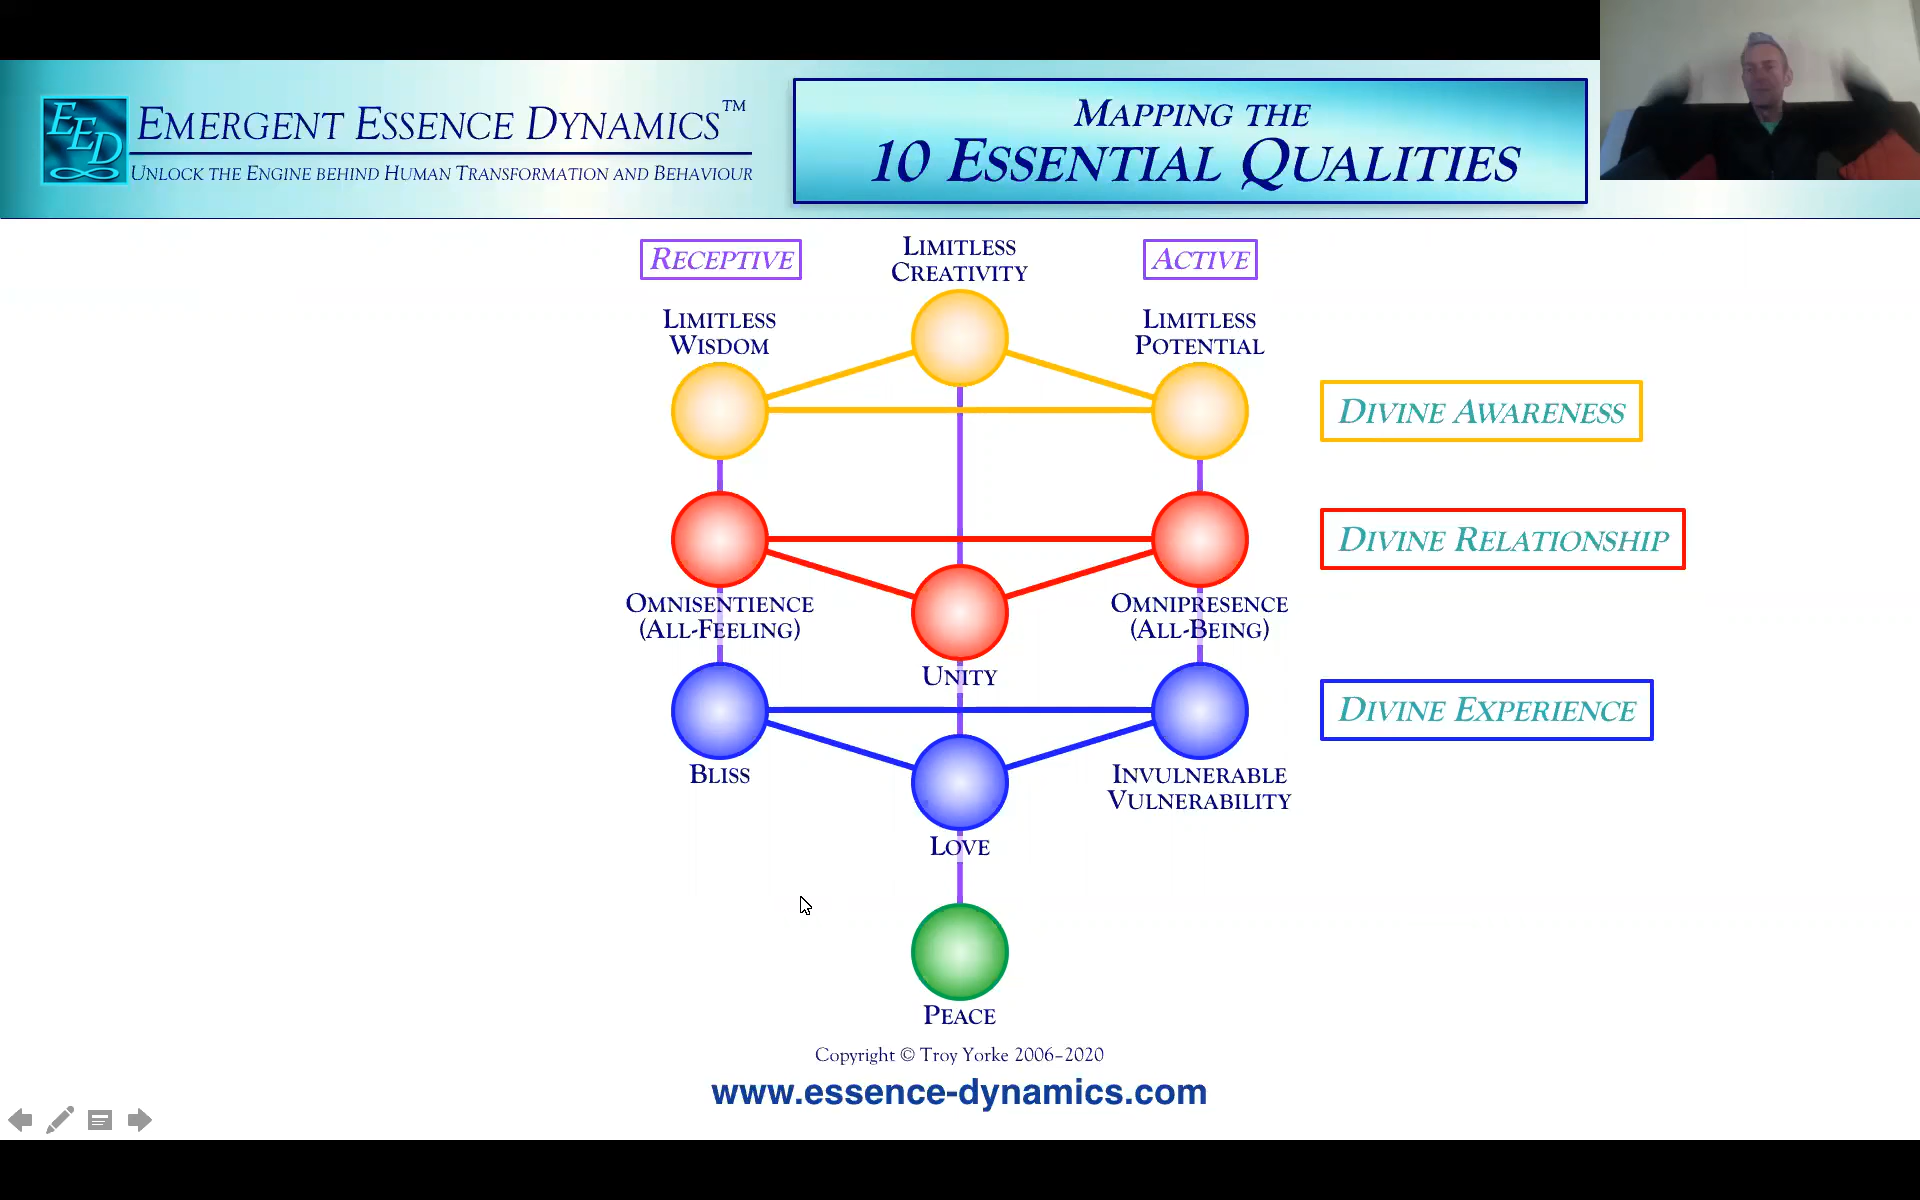 EED
EMERGENT ESSENCE DYNAMICS™
UNLOCK THE ENGINE BEHIND HUMAN TRANSFORMATION AND BEHAVIOUR
MAPPING THE
10 ESSENTIAL QUALITIES
RECEPTIVE
LIMITLESS
CREATIVITY
ACTIVE
LIMITLESS
WISDOM
LIMITLESS
POTENTIAL
DIVINE AWARENESS
DIVINE RELATIONSHIP
OMNISENTIENCE
(ALL-FEELING)
OMNIPRESENCE
(ALL-BEING)
UNITY
DIVINE EXPERIENCE
BLISS
INVULNERABLE
VULNERABILITY
LOVE
PEACE
Copyright © Troy Yorke 2006–2020
www.essence-dynamics.com